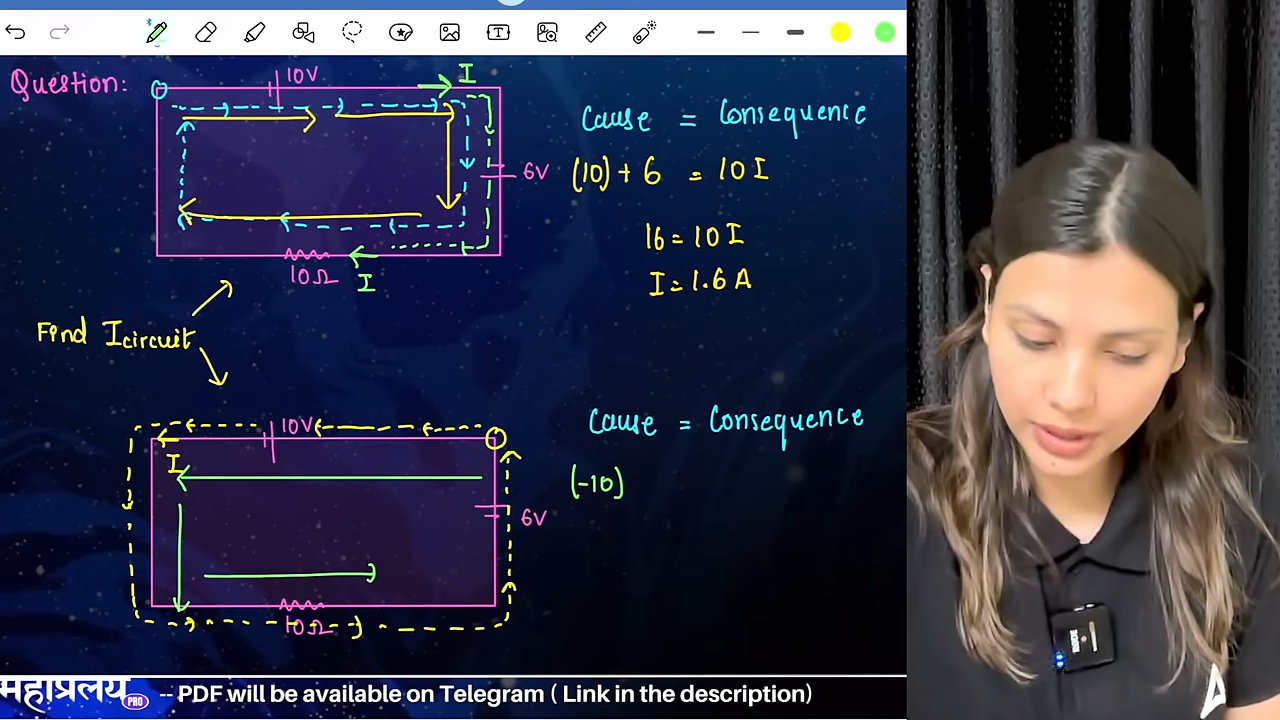 Question:
10V
I
6V
10Ω
I
Cause = Consequence
(10) + 6 = 10 I
16 = 10 I
I = 1.6 A
Find Icircuit
10V
I
6V
10Ω
Cause = Consequence
(-10)
महाप्रलय PRO -- PDF will be available on Telegram ( Link in the description)
RODE